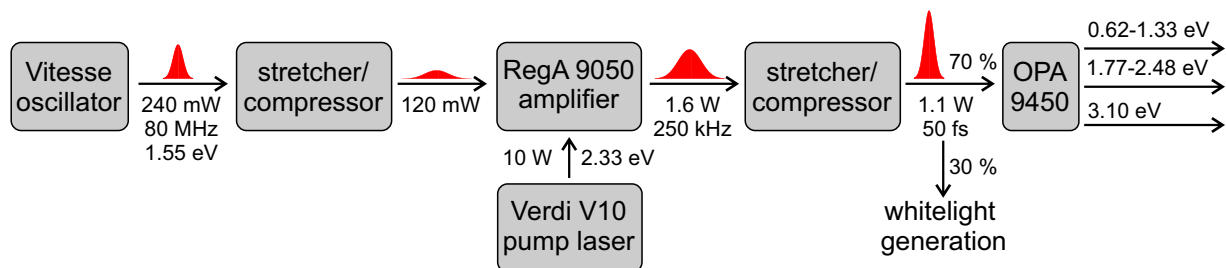 Vitesse
oscillator
240 mW
80 MHz
1.55 eV
stretcher/
compressor
120 mW
RegA 9050
amplifier
10 W
2.33 eV
Verdi V10
pump laser
1.6 W
250 kHz
stretcher/
compressor
70 %
1.1 W
50 fs
30 %
whitelight
generation
OPA
9450
0.62-1.33 eV
1.77-2.48 eV
3.10 eV